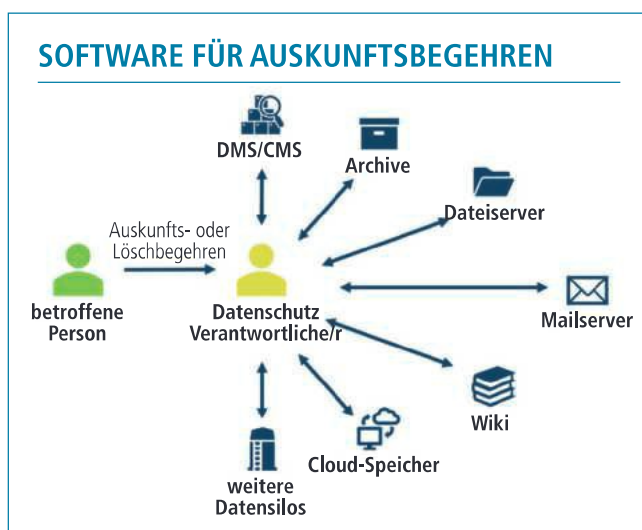 SOFTWARE FÜR AUSKUNFTSBEGEHREN
DMS/CMS
Archive
Dateiserver
Auskunfts- oder
Löschbegehren
betroffene
Person
Datenschutz
Verantwortliche/r
Mailserver
Wiki
Cloud-Speicher
weitere
Datensilos